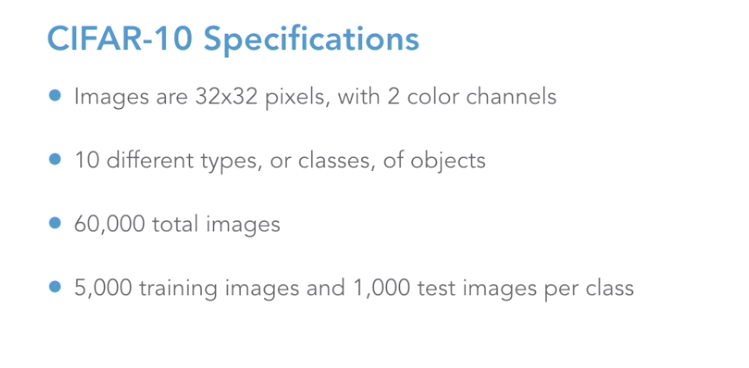 CIFAR-10 Specifications
Images are 32x32 pixels, with 2 color channels
10 different types, or classes, of objects
60,000 total images
5,000 training images and 1,000 test images per class